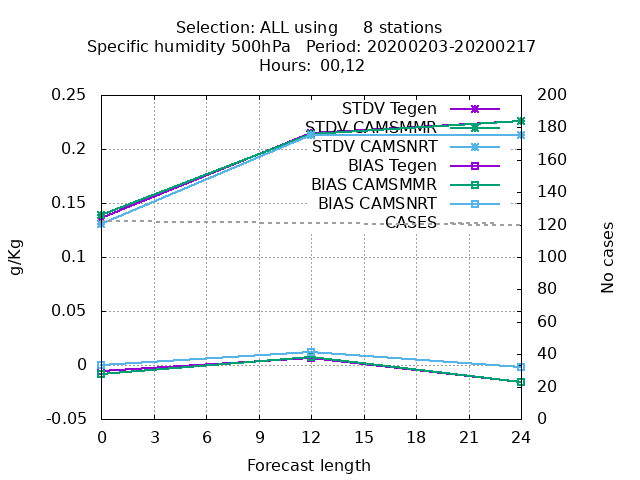 Selection: ALL using 8 stations
Specific humidity 500hPa Period: 20200203-20200217
Hours: 00,12
0.25
0.2
0.15
0.1
0.05
0
-0.05
g/Kg
STDV Tegen
STDV CAMSMMR
STDV CAMSNRT
BIAS Tegen
BIAS CAMSMMR
BIAS CAMSNRT
CASES
200
180
160
140
120
100
80
60
40
20
0
No cases
0 3 6 9 12 15 18 21 24
Forecast length